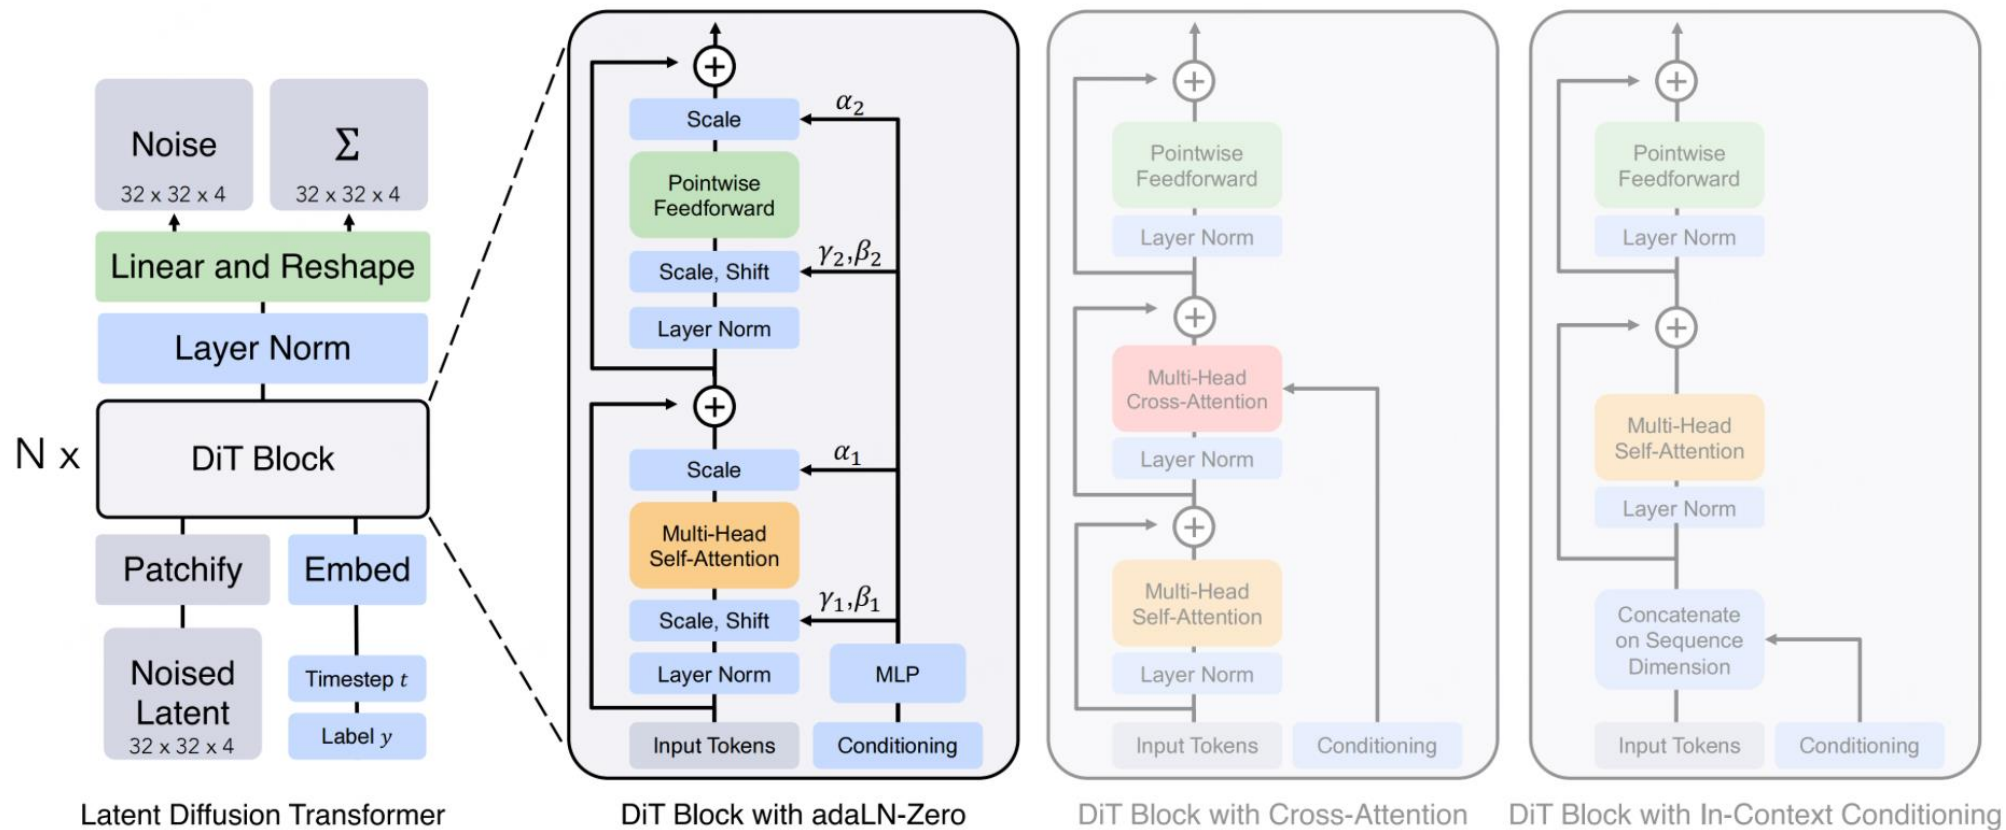 Noise
32 x 32 x 4
Σ
32 x 32 x 4
Linear and Reshape
Layer Norm
N x
DiT Block
Patchify
Embed
Noised
Latent
32 x 32 x 4
Timestep t
Label y
Latent Diffusion Transformer
Scale
α₂
Pointwise
Feedforward
Scale, Shift
γ₂,β₂
Layer Norm
Scale
α₁
Multi-Head
Self-Attention
Scale, Shift
γ₁,β₁
Layer Norm
MLP
Input Tokens
Conditioning
DiT Block with adaLN-Zero
Pointwise
Feedforward
Layer Norm
Multi-Head
Cross-Attention
Layer Norm
Multi-Head
Self-Attention
Layer Norm
Input Tokens
Conditioning
DiT Block with Cross-Attention
Pointwise
Feedforward
Layer Norm
Multi-Head
Self-Attention
Layer Norm
Concatenate
on Sequence
Dimension
Input Tokens
Conditioning
DiT Block with In-Context Conditioning